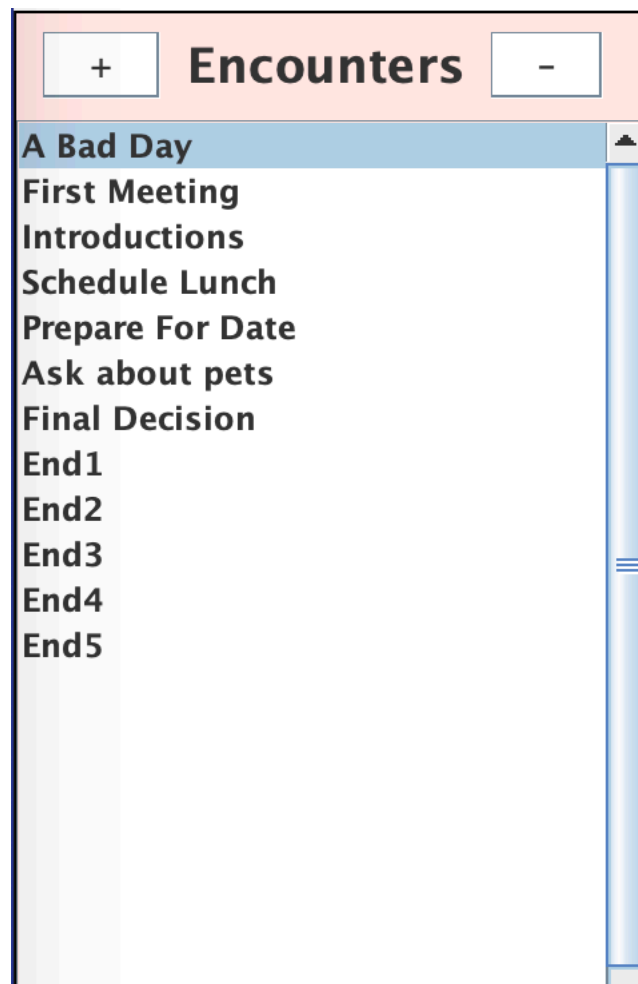 + Encounters -
A Bad Day
First Meeting
Introductions
Schedule Lunch
Prepare For Date
Ask about pets
Final Decision
End1
End2
End3
End4
End5